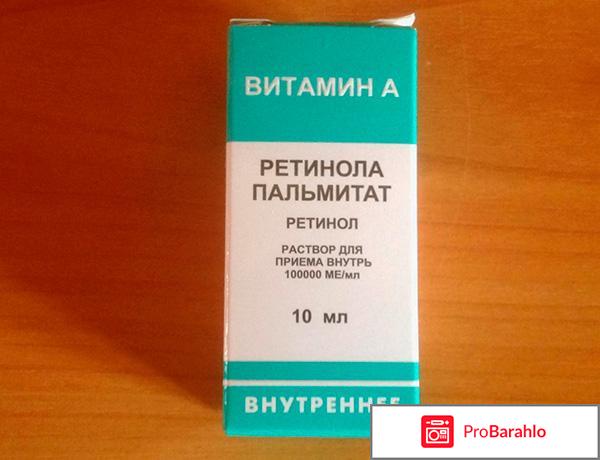 ВИТАМИН А
РЕТИНОЛА
ПАЛЬМИТАТ
РЕТИНОЛ
РАСТВОР ДЛЯ
ПРИЕМА ВНУТРЬ
100000 МЕ/мл
10 мл
ВНУТРЕННЕЕ
ProBarahlo